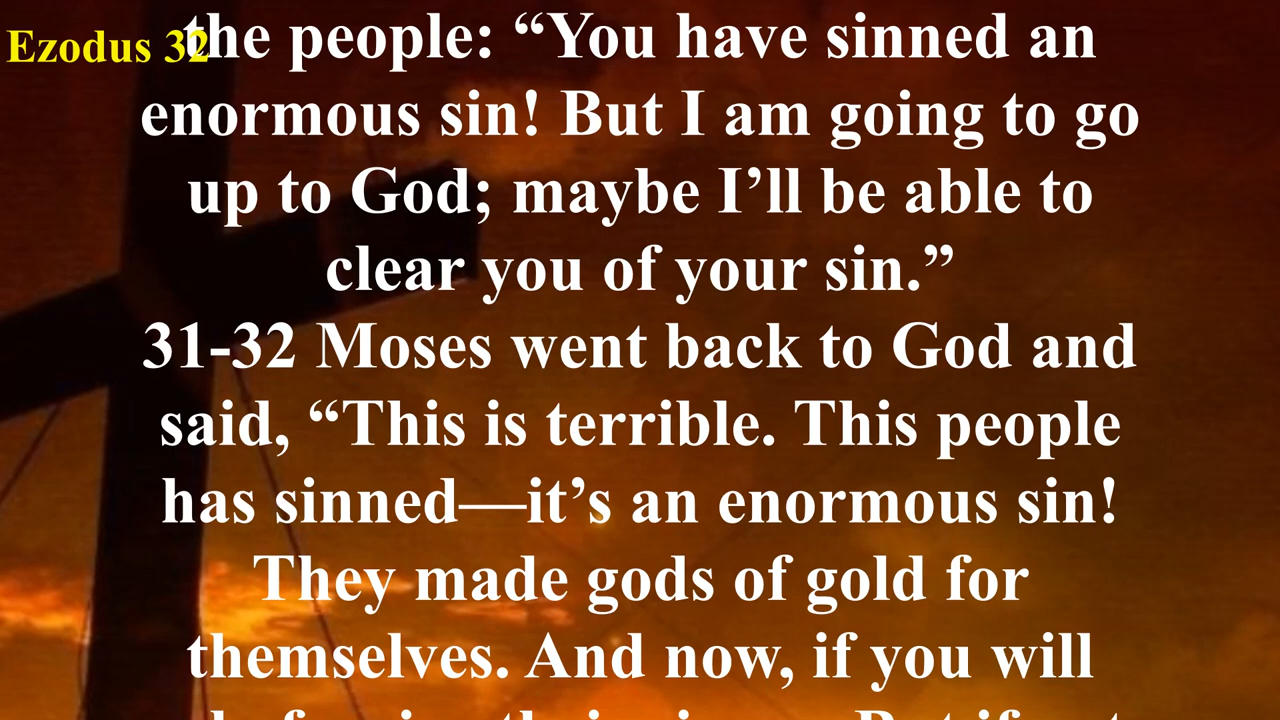 Ezodus 32
the people: “You have sinned an
enormous sin! But I am going to go
up to God; maybe I’ll be able to
clear you of your sin.”
31-32 Moses went back to God and
said, “This is terrible. This people
has sinned—it’s an enormous sin!
They made gods of gold for
themselves. And now, if you will